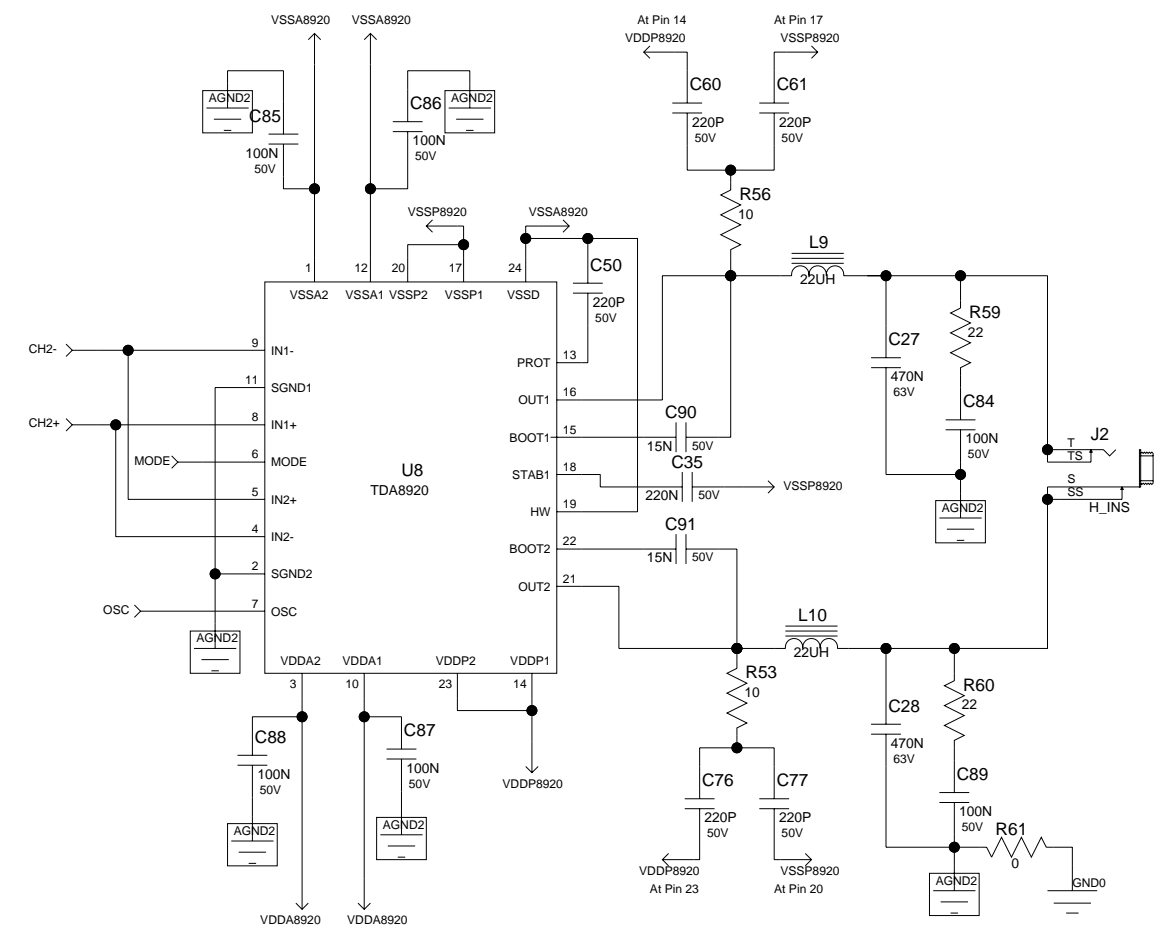 VSSA8920 VSSA8920
At Pin 14 At Pin 17
VDDP8920 VSSP8920
AGND2
C85
100N
50V
C86
100N
50V
AGND2
C60
220P
50V
C61
220P
50V
R56
10
VSSP8920
VSSA8920
1 12 20 17 24
VSSA2 VSSA1 VSSP2 VSSP1 VSSD
C50
220P
50V
L9
22UH
CH2-
9 IN1-
11 SGND1
CH2+
8 IN1+
MODE
6 MODE
5 IN2+
4 IN2-
2 SGND2
OSC
7 OSC
AGND2
U8
TDA8920
PROT 13
OUT1 16
BOOT1 15
STAB1 18
HW 19
BOOT2 22
OUT2 21
C90
15N 50V
C35
220N 50V
VSSP8920
C91
15N 50V
C27
470N
63V
R59
22
C84
100N
50V
AGND2
J2
T
TS
S
SS
H_INS
L10
22UH
VDDA2 VDDA1 VDDP2 VDDP1
3 10 23 14
C88
100N
50V
AGND2
C87
100N
50V
AGND2
VDDP8920
VDDA8920 VDDA8920
R53
10
C76
220P
50V
C77
220P
50V
VDDP8920 VSSP8920
At Pin 23 At Pin 20
C28
470N
63V
R60
22
C89
100N
50V
R61
0
AGND2
GND0